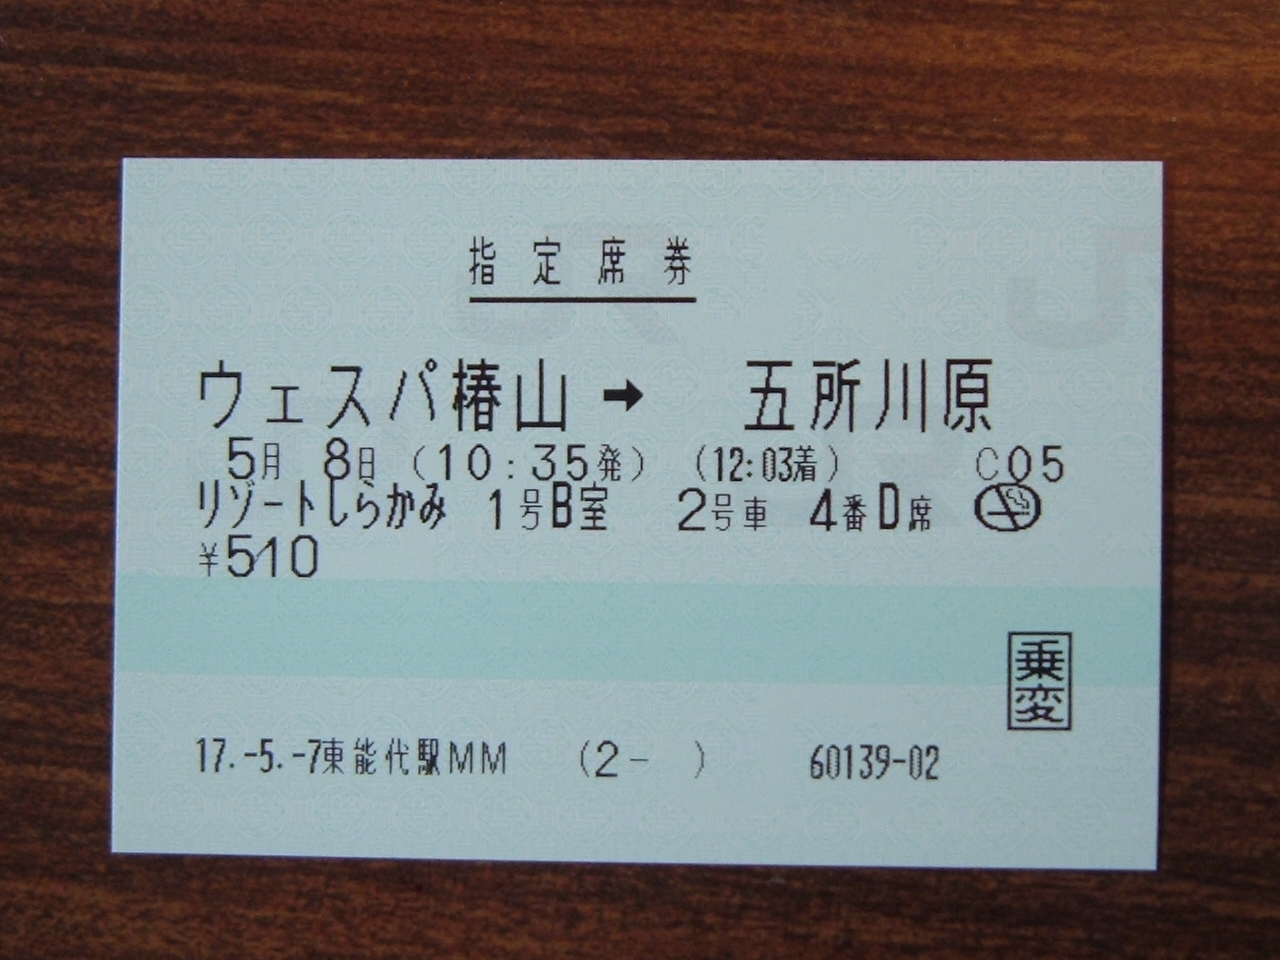 指定席券
ウェスパ椿山 ➡ 五所川原
5月 8日 (10:35発) (12:03着) C05
リゾートしらかみ 1号B室 2号車 4番D席
¥510
乗変
17.-5.-7東能代駅MM (2- ) 60139-02